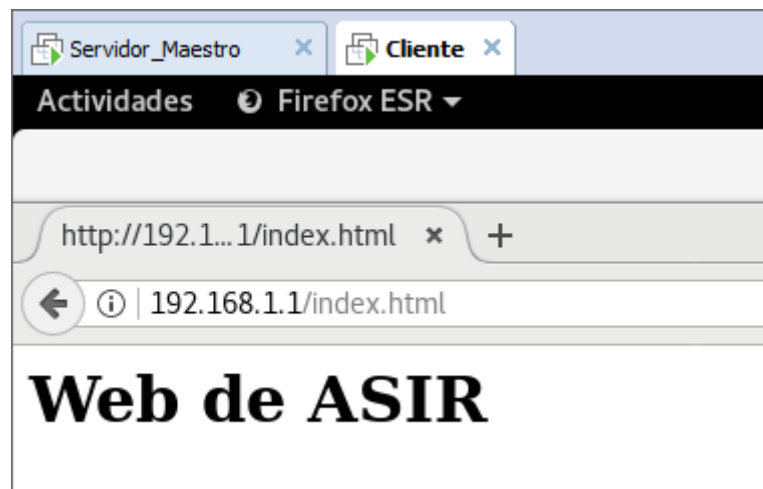 Servidor_Maestro × Cliente ×
Actividades Firefox ESR
http://192.1...1/index.html × +
192.168.1.1/index.html
Web de ASIR